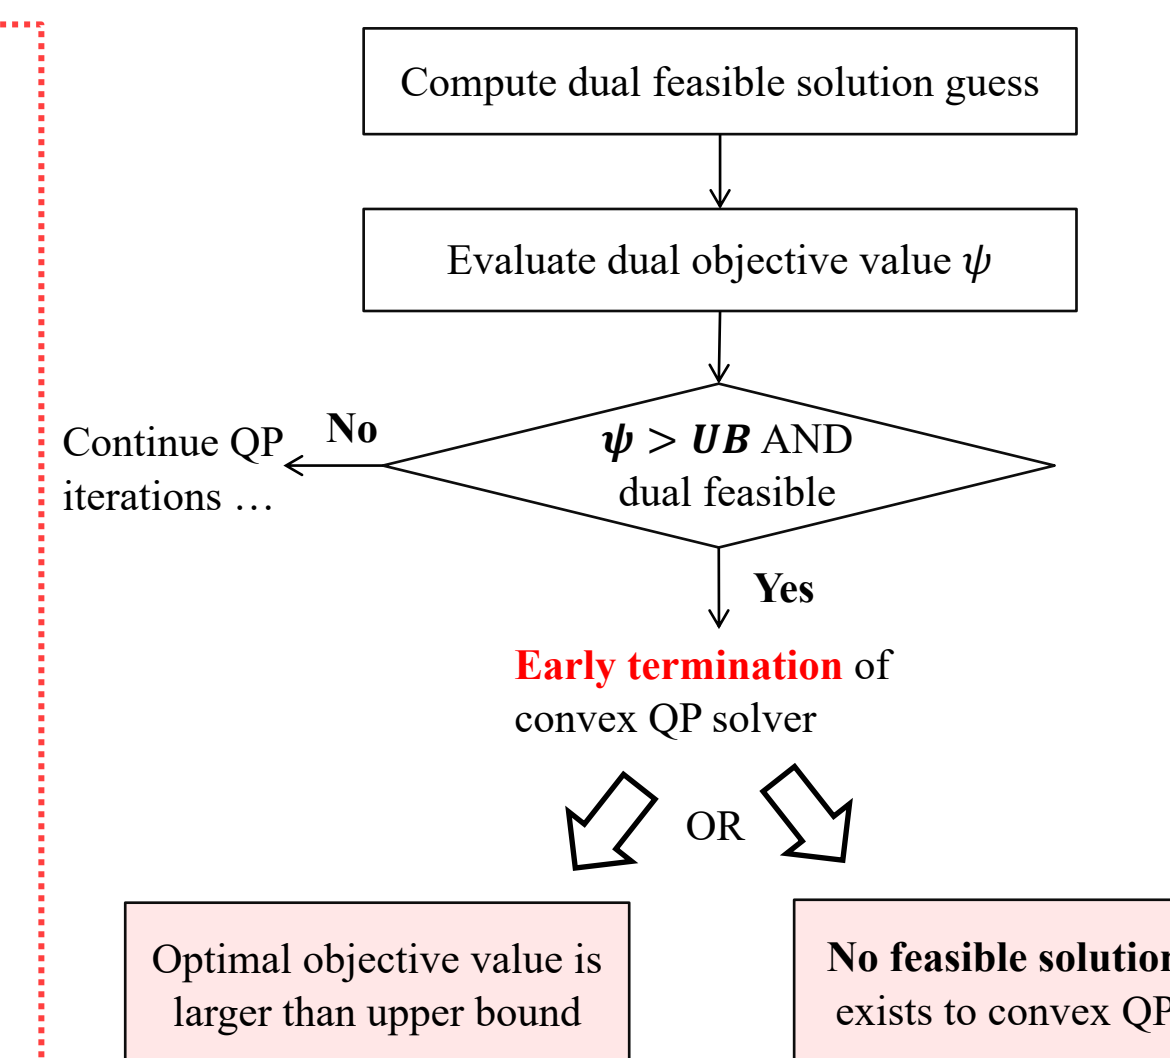 Compute dual feasible solution guess
Evaluate dual objective value ψ
ψ > UB AND
dual feasible
No
Continue QP
iterations …
Yes
Early termination of
convex QP solver
OR
Optimal objective value is
larger than upper bound
No feasible solution
exists to convex QP